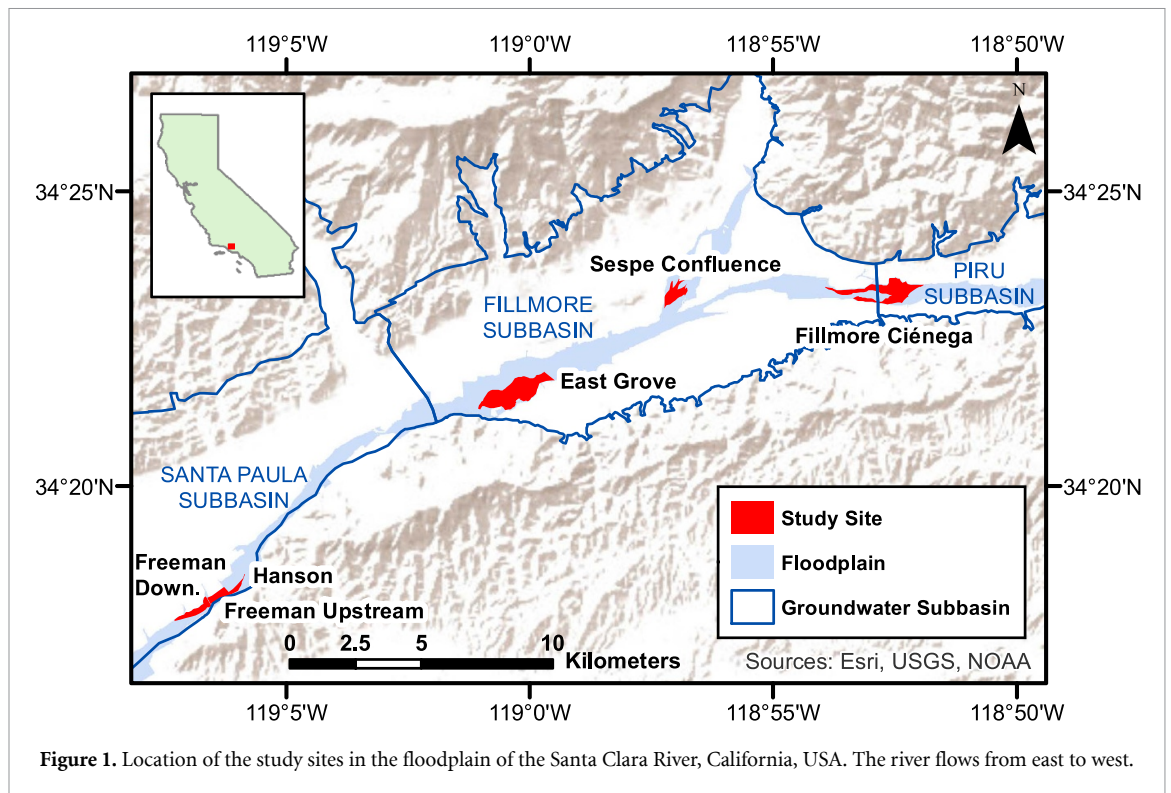 119°5'W 119°0'W 118°55'W 118°50'W
N
34°25'N 34°25'N
Sespe Confluence
PIRU
SUBBASIN
FILLMORE
SUBBASIN
Fillmore Ciénega
East Grove
SANTA PAULA
SUBBASIN
34°20'N 34°20'N
Study Site
Floodplain
Groundwater Subbasin
Freeman
Down.
Hanson
Freeman Upstream
0 2.5 5 10
Kilometers
Sources: Esri, USGS, NOAA
119°5'W 119°0'W 118°55'W 118°50'W
Figure 1. Location of the study sites in the floodplain of the Santa Clara River, California, USA. The river flows from east to west.